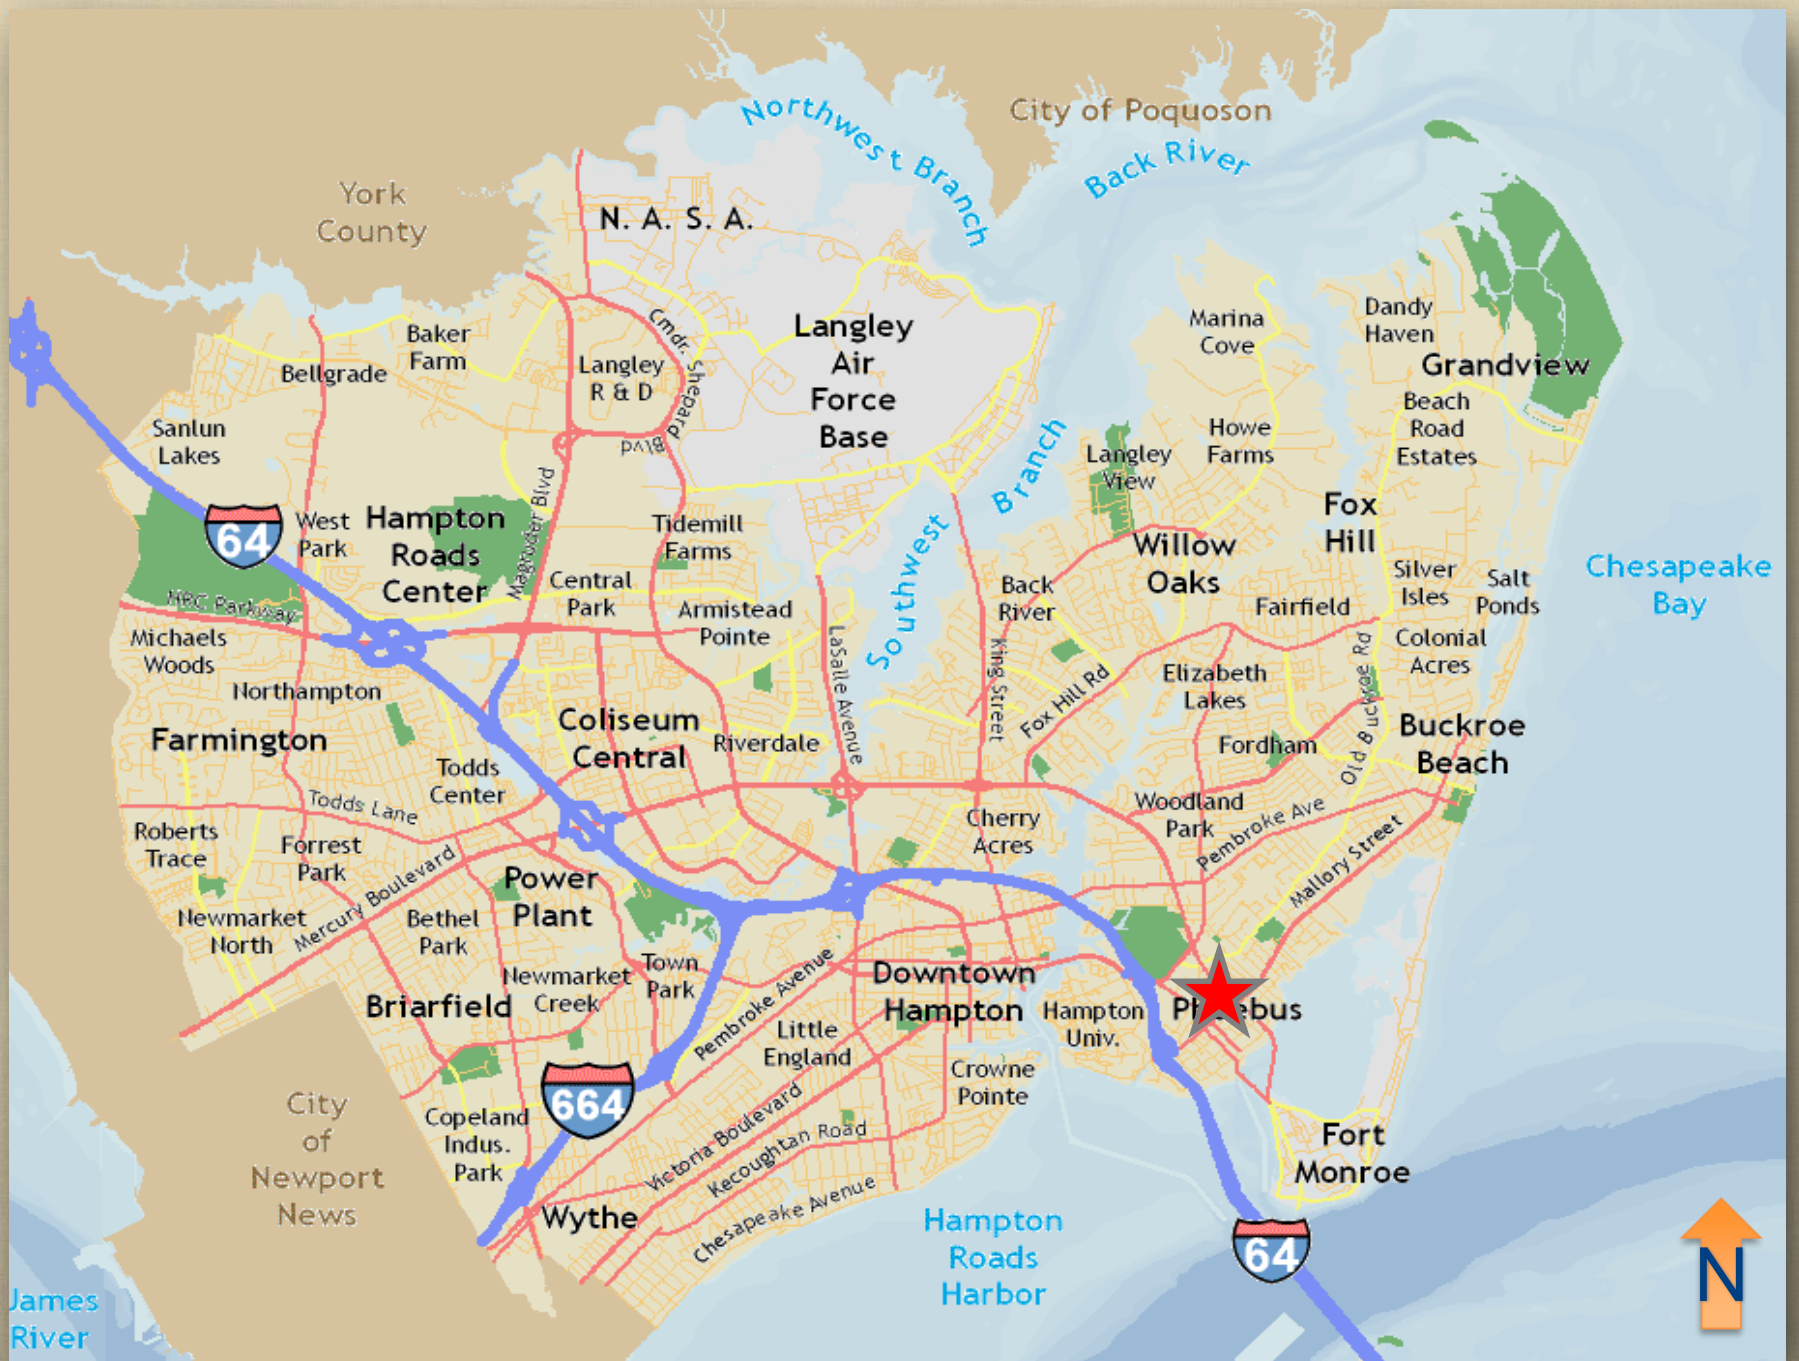 City of Poquoson
Northwest Branch
Back River
York
County
N. A. S. A.
Langley
Air
Force
Base
Cmdr. Shepard Blvd
Langley
R & D
Baker
Farm
Bellgrade
Marina
Cove
Dandy
Haven
Grandview
Beach
Road
Estates
Howe
Farms
Langley
View
Sanlun
Lakes
64
West
Park
Hampton
Roads
Center
Magruder Blvd
Tidemill
Farms
Southwest Branch
Willow
Oaks
Fox
Hill
Silver
Isles
Salt
Ponds
Chesapeake
Bay
HRC Parkway
Central
Park
Armistead
Pointe
Back
River
Fairfield
Michaels
Woods
Northampton
Colonial
Acres
Elizabeth
Lakes
Farmington
Coliseum
Central
Riverdale
LaSalle Avenue
King Street
Fox Hill Rd
Fordham
Old Buckroe Rd
Buckroe
Beach
Todds
Center
Todds Lane
Roberts
Trace
Forrest
Park
Mercury Boulevard
Cherry
Acres
Woodland
Park
Pembroke Ave
Mallory Street
Power
Plant
Newmarket
North
Bethel
Park
Newmarket
Creek
Town
Park
Briarfield
Pembroke Avenue
Downtown
Hampton
Hampton
Univ.
Little
England
Crowne
Pointe
664
City
of
Newport
News
Copeland
Indus.
Park
Victoria Boulevard
Kecoughtan Road
Chesapeake Avenue
Wythe
Fort
Monroe
Hampton
Roads
Harbor
64
James
River
N